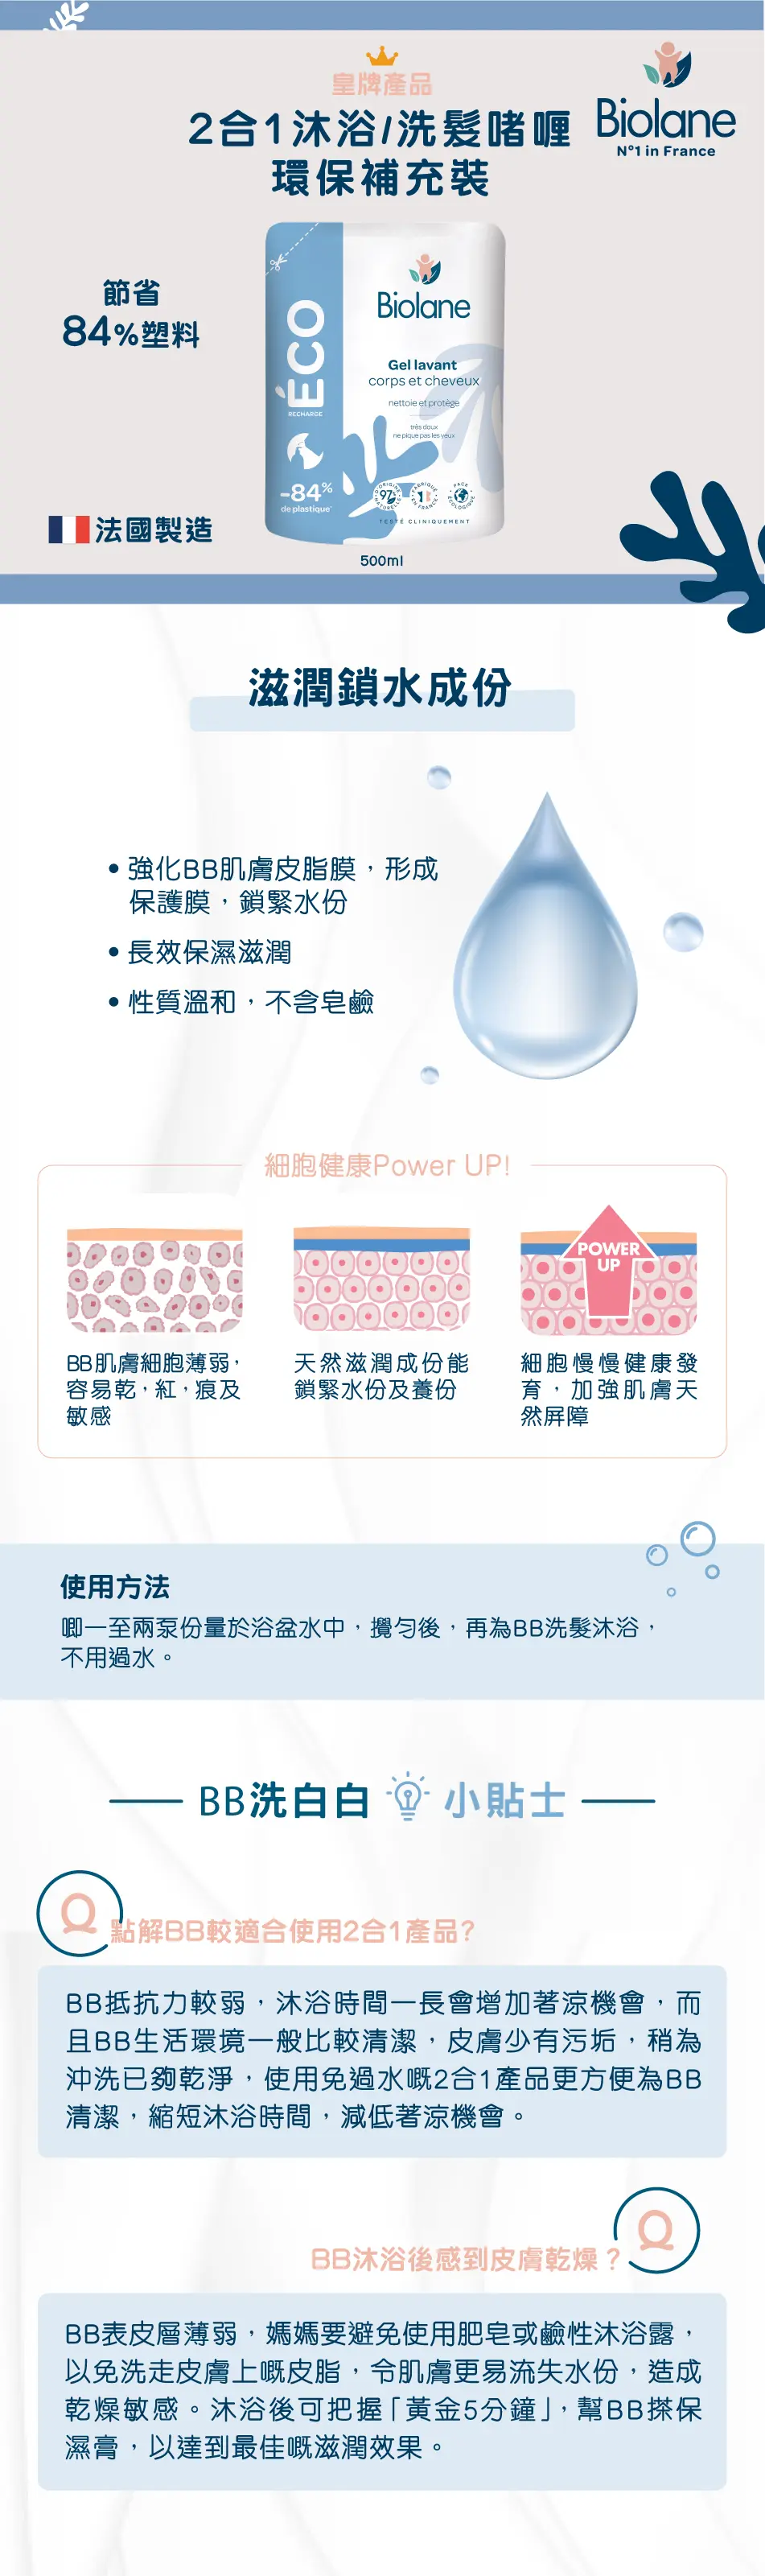 皇牌產品
2合1沐浴/洗髮啫喱
環保補充裝
Biolane
N°1 in France
節省
84%塑料
法國製造
ÉCO
RECHARGE
-84%
de plastique*
Biolane
Gel lavant
corps et cheveux
nettoie et protège
très doux
ne pique pas les yeux
97%
TESTÉ CLINIQUEMENT
500ml
滋潤鎖水成份
• 強化BB肌膚皮脂膜，形成
保護膜，鎖緊水份
• 長效保濕滋潤
• 性質溫和，不含皂鹼
細胞健康Power UP!
POWER
UP
BB肌膚細胞薄弱，
容易乾，紅，痕及
敏感
天然滋潤成份能
鎖緊水份及養份
細胞慢慢健康發
育，加強肌膚天
然屏障
使用方法
唧一至兩泵份量於浴盆水中，攪勻後，再為BB洗髮沐浴，
不用過水。
BB洗白白 小貼士
Q
點解BB較適合使用2合1產品?
BB抵抗力較弱，沐浴時間一長會增加著涼機會，而
且BB生活環境一般比較清潔，皮膚少有污垢，稍為
沖洗已夠乾淨，使用免過水嘅2合1產品更方便為BB
清潔，縮短沐浴時間，減低著涼機會。
Q
BB沐浴後感到皮膚乾燥？
BB表皮層薄弱，媽媽要避免使用肥皂或鹼性沐浴露，
以免洗走皮膚上嘅皮脂，令肌膚更易流失水份，造成
乾燥敏感。沐浴後可把握「黃金5分鐘」，幫BB搽保
濕膏，以達到最佳嘅滋潤效果。